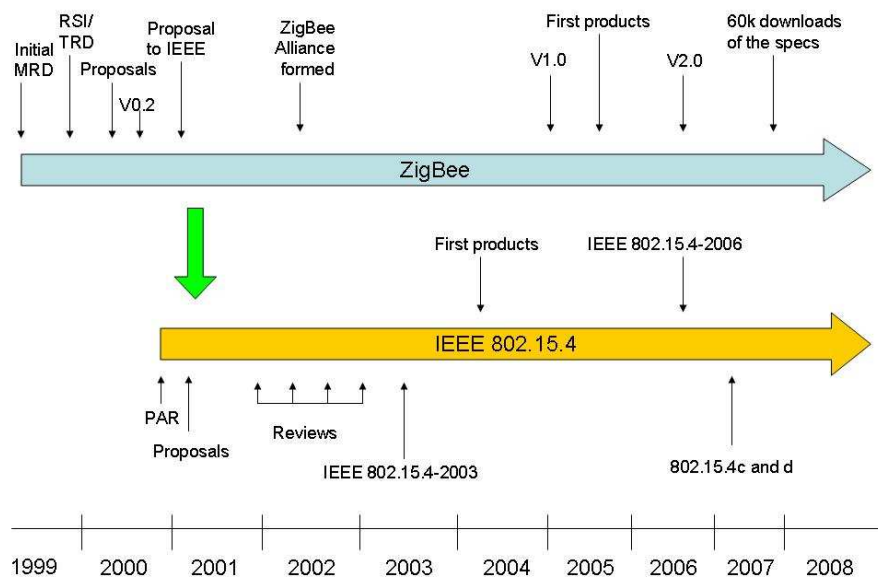 Initial
MRD
RSI/
TRD
Proposals
V0.2
Proposal
to IEEE
ZigBee
Alliance
formed
V1.0
First products
V2.0
60k downloads
of the specs
ZigBee
First products
IEEE 802.15.4-2006
IEEE 802.15.4
PAR
Proposals
Reviews
IEEE 802.15.4-2003
802.15.4c and d
1999 2000 2001 2002 2003 2004 2005 2006 2007 2008